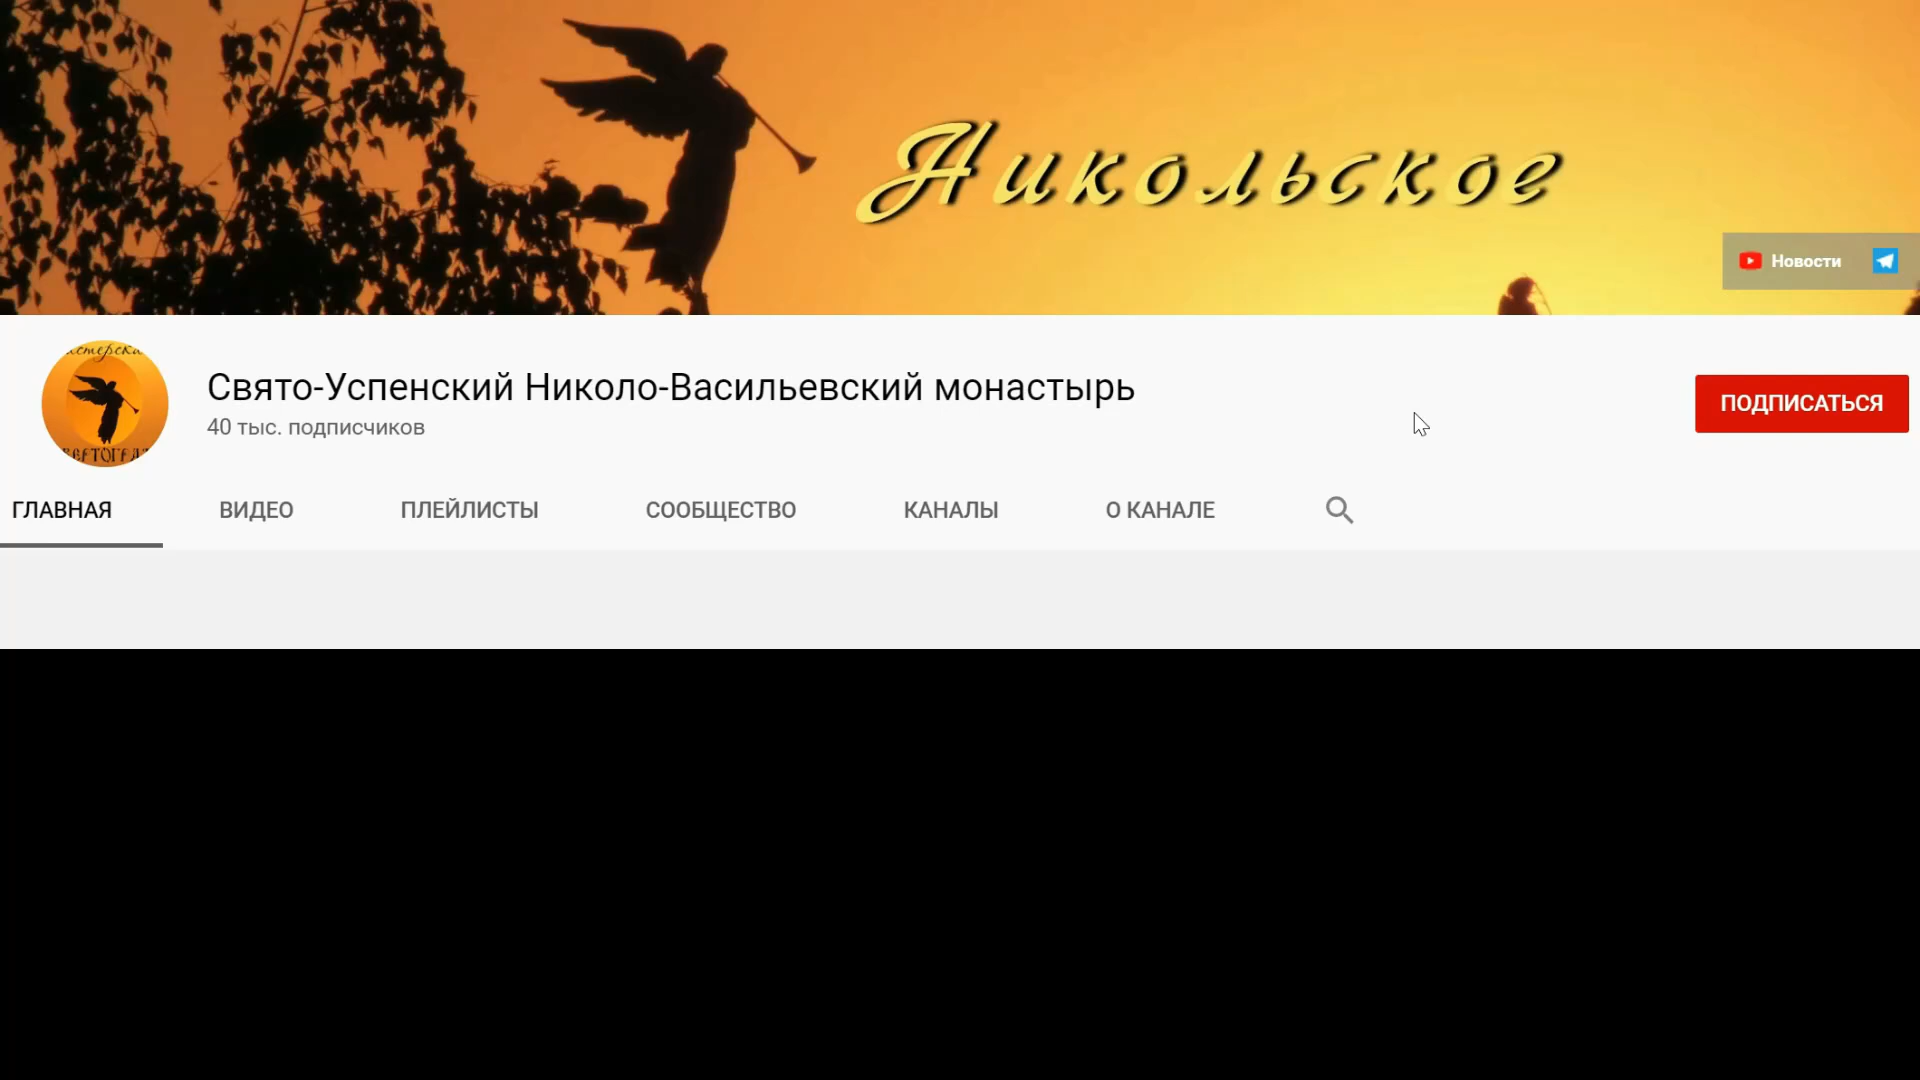 Никольское
Новости
Свято-Успенский Николо-Васильевский монастырь
40 тыс. подписчиков
ПОДПИСАТЬСЯ
ГЛАВНАЯ
ВИДЕО
ПЛЕЙЛИСТЫ
СООБЩЕСТВО
КАНАЛЫ
О КАНАЛЕ